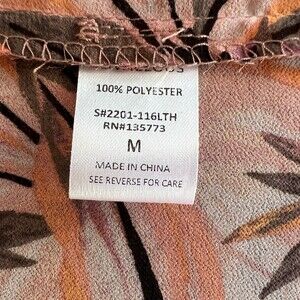 100% POLYESTER
S#2201-116LTH
RN#135773
M
MADE IN CHINA
SEE REVERSE FOR CARE